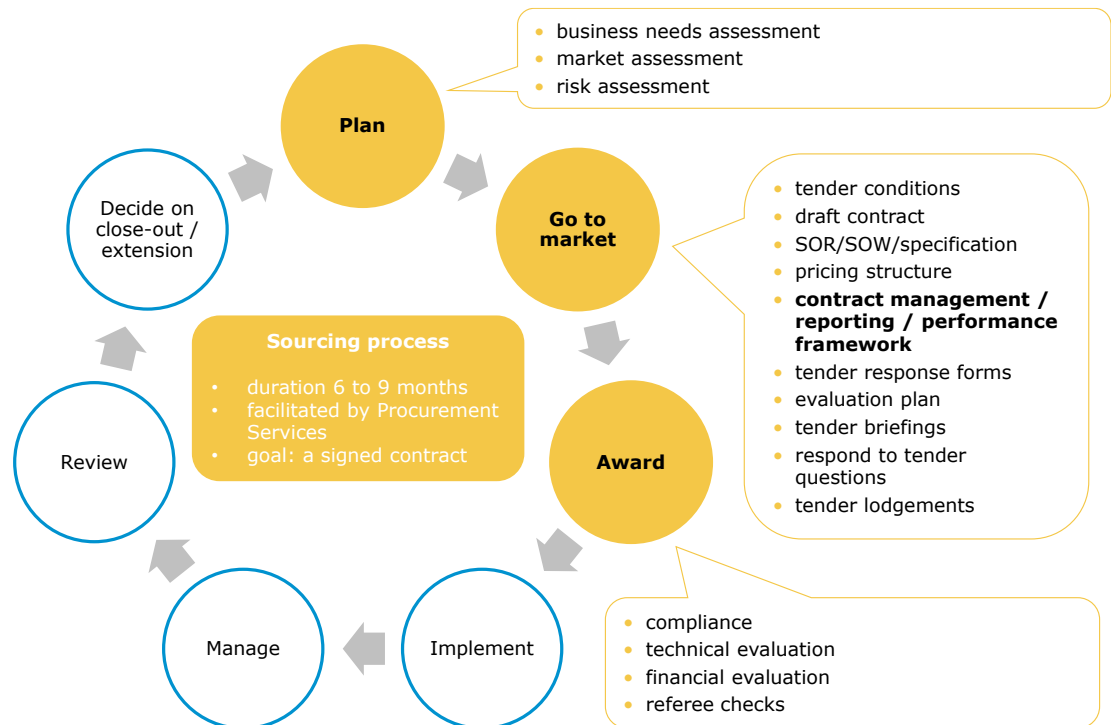 Plan
• business needs assessment
• market assessment
• risk assessment
Go to
market
• tender conditions
• draft contract
• SOR/SOW/specification
• pricing structure
• contract management /
reporting / performance
framework
• tender response forms
• evaluation plan
• tender briefings
• respond to tender
questions
• tender lodgements
Award
• compliance
• technical evaluation
• financial evaluation
• referee checks
Implement
Manage
Review
Decide on
close-out /
extension
Sourcing process
• duration 6 to 9 months
• facilitated by Procurement
Services
• goal: a signed contract